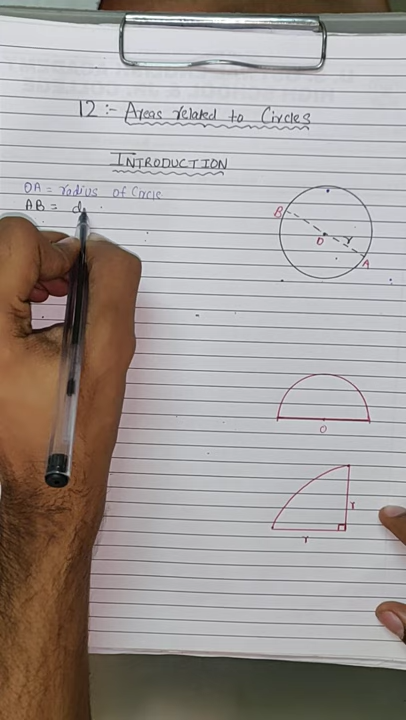 12:- Areas related to Circles
INTRODUCTION
OA = radius of Circle
AB = d
B
O
r
A
O
r
r